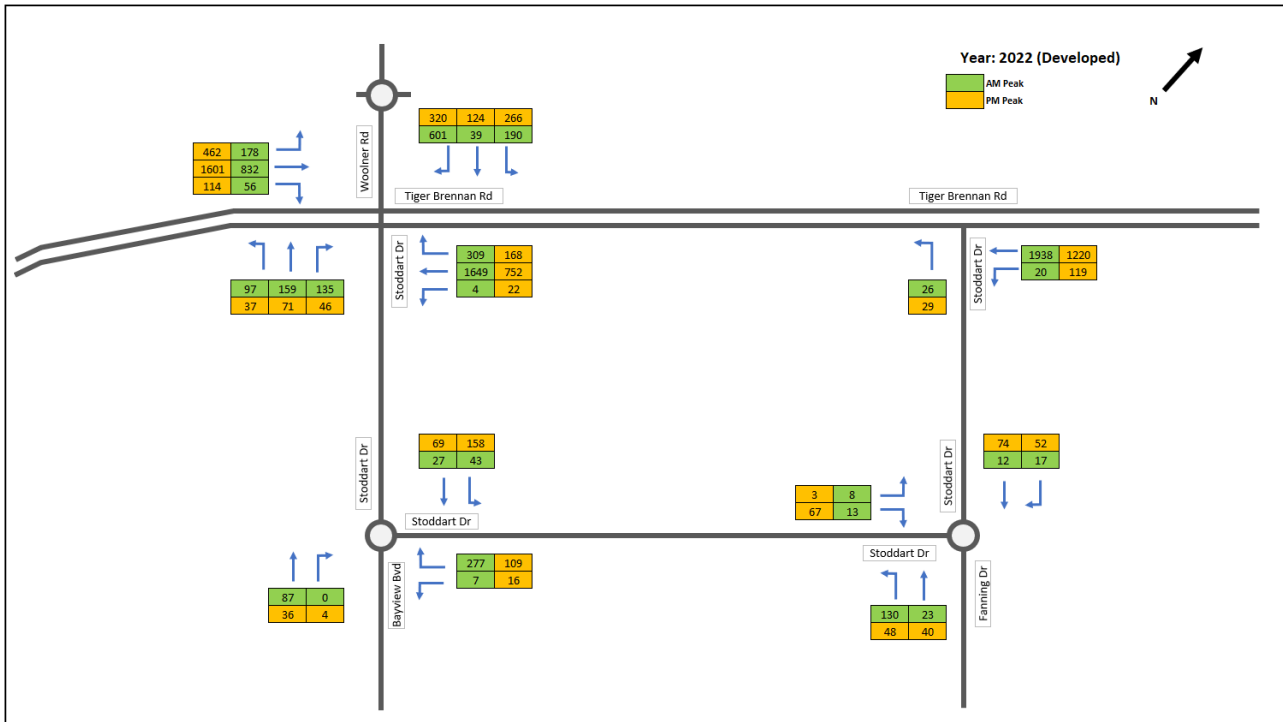 Year: 2022 (Developed)
AM Peak
PM Peak
N
320 124 266
601 39 190
Woolner Rd
462 178
1601 832
114 56
Tiger Brennan Rd
Tiger Brennan Rd
Stoddart Dr
309 168
1649 752
4 22
97 159 135
37 71 46
26
29
Stoddart Dr
1938 1220
20 119
Stoddart Dr
69 158
27 43
Stoddart Dr
74 52
12 17
3 8
67 13
Stoddart Dr
Stoddart Dr
277 109
7 16
Bayview Bvd
87 0
36 4
130 23
48 40
Fanning Dr